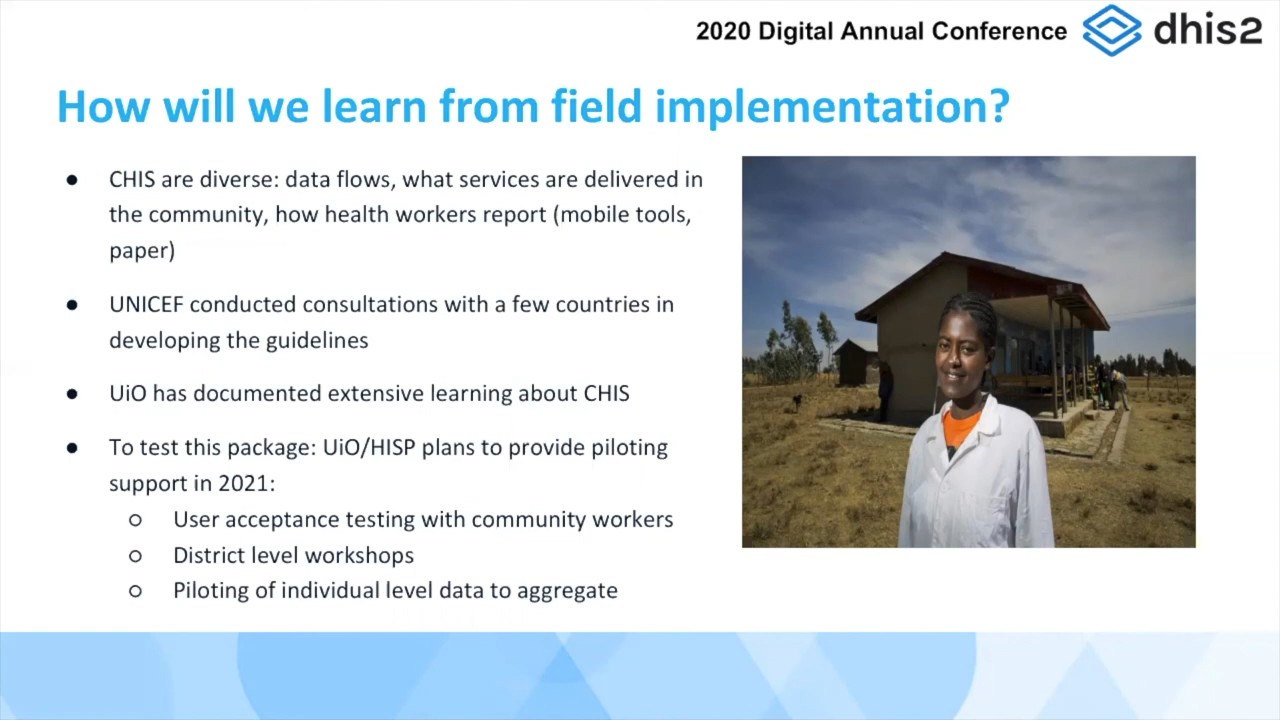 2020 Digital Annual Conference dhis2
How will we learn from field implementation?
● CHIS are diverse: data flows, what services are delivered in
the community, how health workers report (mobile tools,
paper)
● UNICEF conducted consultations with a few countries in
developing the guidelines
● UiO has documented extensive learning about CHIS
● To test this package: UiO/HISP plans to provide piloting
support in 2021:
○ User acceptance testing with community workers
○ District level workshops
○ Piloting of individual level data to aggregate